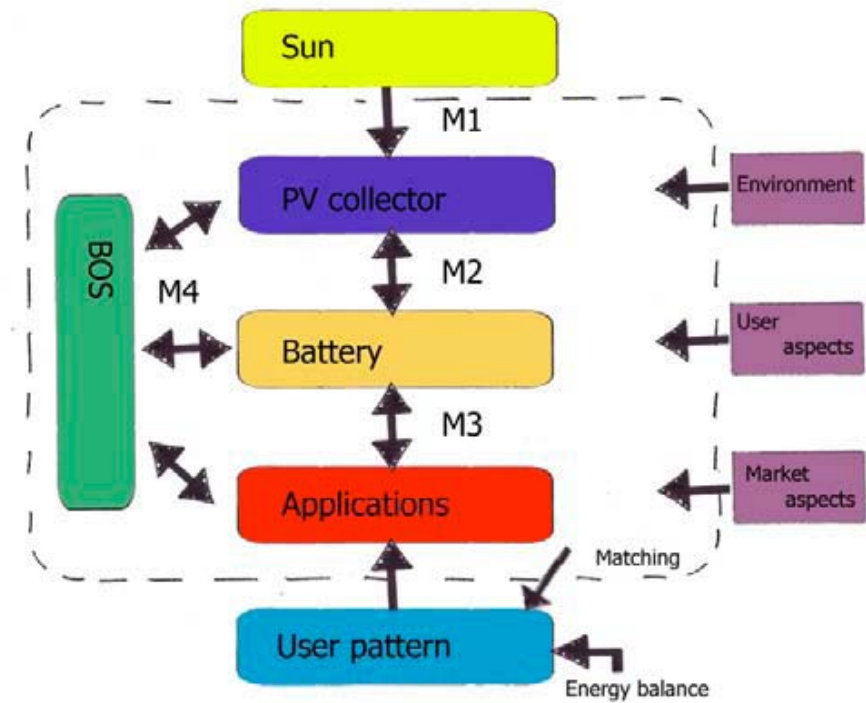 Sun
M1
PV collector
Environment
BOS
M2
M4
User
aspects
Battery
M3
Market
aspects
Applications
Matching
User pattern
Energy balance